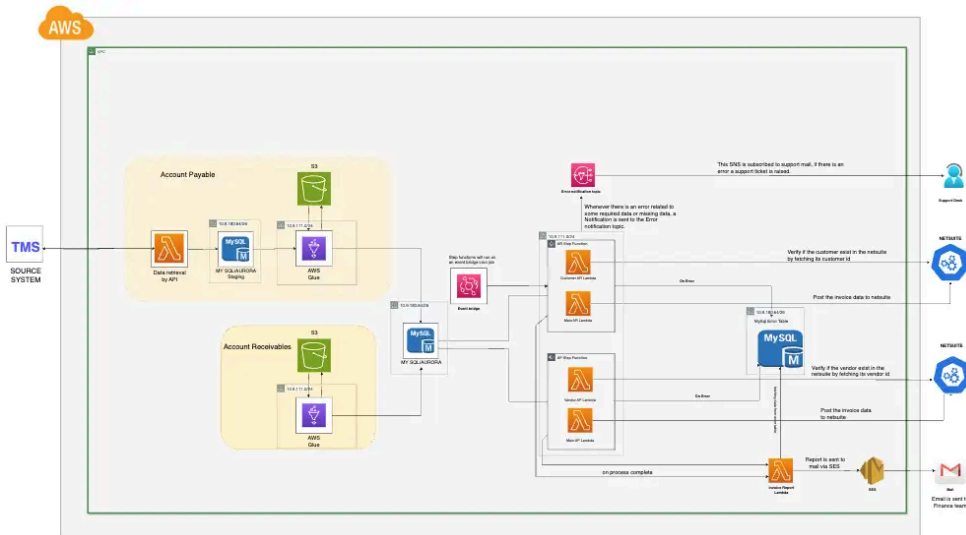 AWS
Account Payable
S3
TMS
SOURCE
SYSTEM
Data retrieval
by API
MySQL
MY SQL/AURORA
Staging
AWS
Glue
Account Receivables
S3
AWS
Glue
MySQL
MY SQL/AURORA
Step functions will run on
an event bridge cron job
Event bridge
Error notification topic
This SNS is subscribed to support mail, if there is an
error a support ticket is raised.
Support Desk
Whenever there is an error related to
some required data or missing data, a
Notification is sent to the Error
notification topic.
AR Step Function
Customer API Lambda
Main API Lambda
Verify if the customer exist in the netsuite
by fetching its customer id
NETSUITE
On Error
Post the invoice data to netsuite
MySql Error Table
MySQL
AP Step Function
Vendor API Lambda
Main API Lambda
Verify if the vendor exist in the
netsuite by fetching its vendor id
NETSUITE
On Error
Post the invoice data
to netsuite
on process complete
Invoice Report
Lambda
Report is sent to
mail via SES
SES
Mail
Email is sent t
Finance team